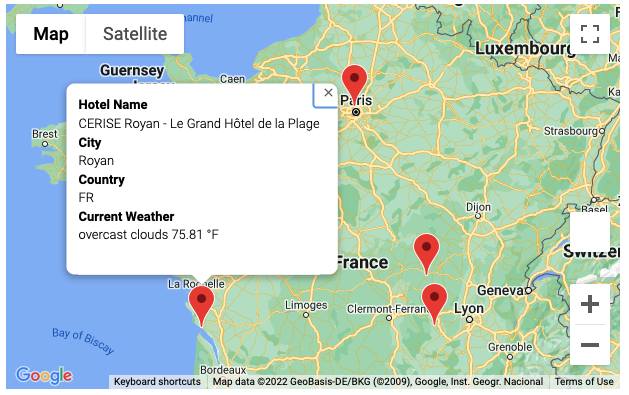 Map Satellite
Luxembourg
Guernsey
Caen
Paris
Hotel Name
CERISE Royan - Le Grand Hôtel de la Plage
City
Royan
Country
FR
Current Weather
overcast clouds 75.81 °F
Brest
Strasbourg
Dijon
Basel
France
La Rochelle
Geneva
Limoges
Clermont-Ferran
Lyon
Bay of Biscay
Grenoble
Bordeaux
Google
Keyboard shortcuts Map data ©2022 GeoBasis-DE/BKG (©2009), Google, Inst. Geogr. Nacional Terms of Use